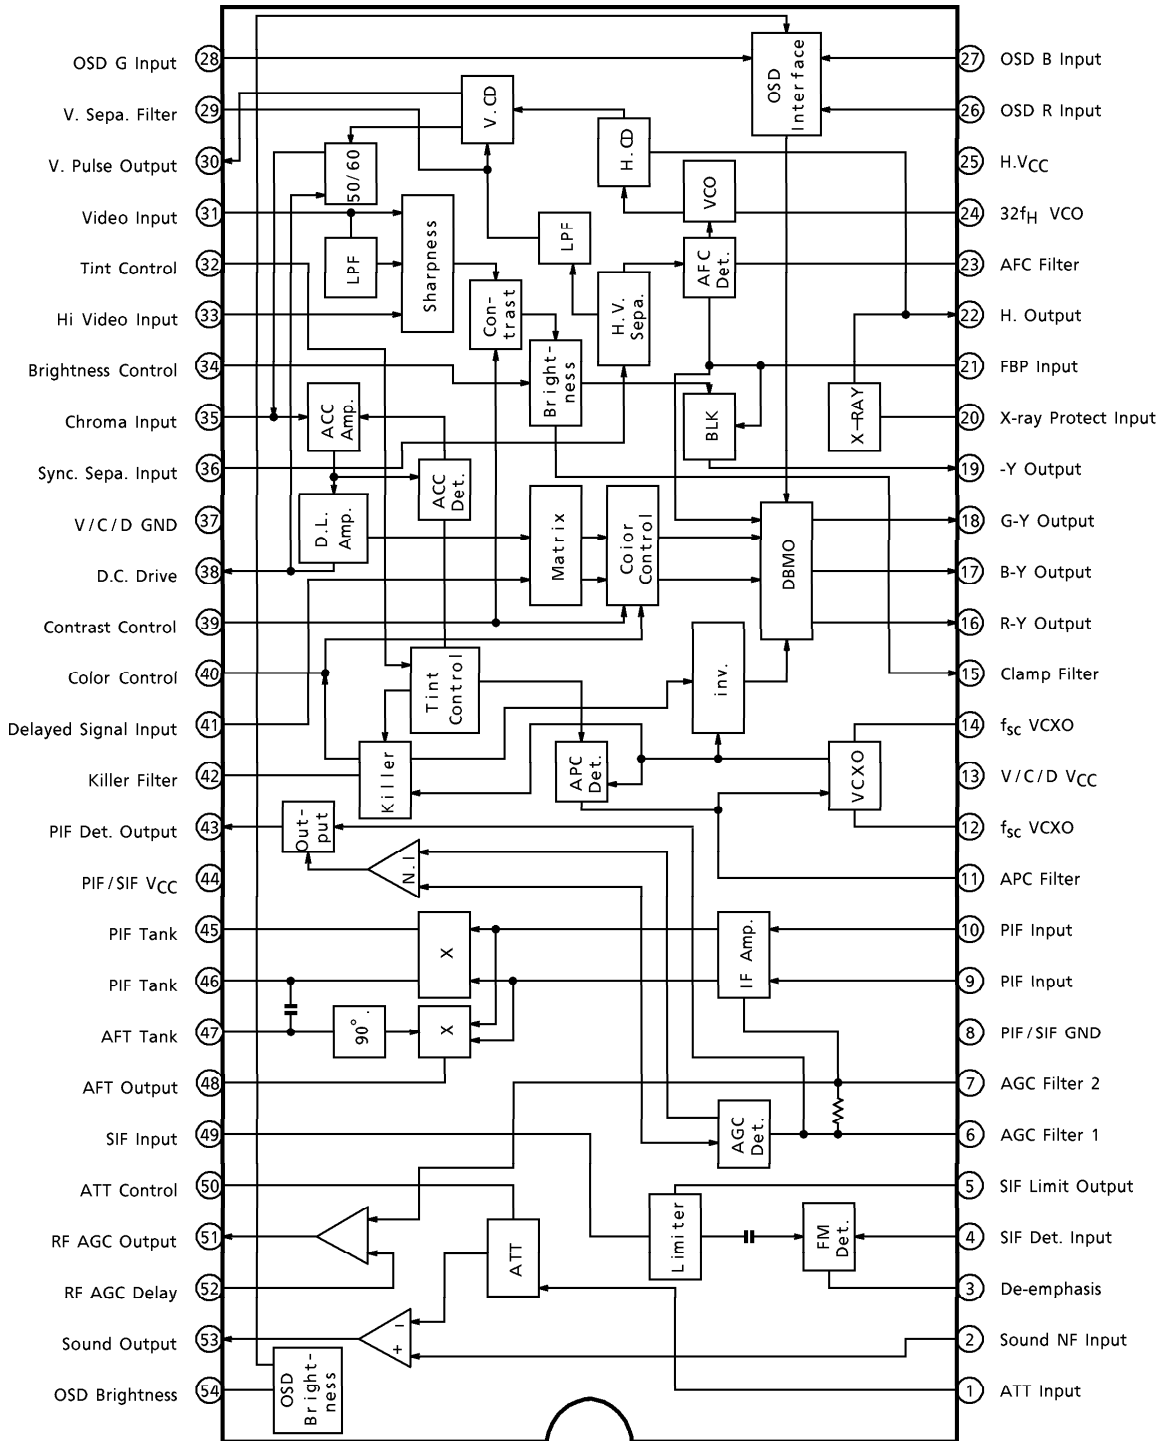 OSD G Input
28
V. Sepa. Filter
29
V. Pulse Output
30
Video Input
31
Tint Control
32
Hi Video Input
33
Brightness Control
34
Chroma Input
35
Sync. Sepa. Input
36
V/C/D GND
37
D.C. Drive
38
Contrast Control
39
Color Control
40
Delayed Signal Input
41
Killer Filter
42
PIF Det. Output
43
PIF/SIF VCC
44
PIF Tank
45
PIF Tank
46
AFT Tank
47
AFT Output
48
SIF Input
49
ATT Control
50
RF AGC Output
51
RF AGC Delay
52
Sound Output
53
OSD Brightness
54
OSD
Interface
V.CD
H.CD
50/60
VCO
LPF
LPF
Sharpness
AFC
Det.
H.V.
Sepa.
Con-
trast
Bright-
ness
BLK
X-RAY
ACC
Amp.
ACC
Det.
D.L.
Amp.
Matrix
Color
Control
DBMO
Tint
Control
inv.
Killer
APC
Det.
VCXO
Out-
put
N.I
X
IF Amp.
90°.
X
AGC
Det.
Limiter
FM
Det.
ATT
−
+
OSD
Bright-
ness
27
OSD B Input
26
OSD R Input
25
H.VCC
24
32fH VCO
23
AFC Filter
22
H. Output
21
FBP Input
20
X-ray Protect Input
19
-Y Output
18
G-Y Output
17
B-Y Output
16
R-Y Output
15
Clamp Filter
14
fsc VCXO
13
V/C/D VCC
12
fsc VCXO
11
APC Filter
10
PIF Input
9
PIF Input
8
PIF/SIF GND
7
AGC Filter 2
6
AGC Filter 1
5
SIF Limit Output
4
SIF Det. Input
3
De-emphasis
2
Sound NF Input
1
ATT Input